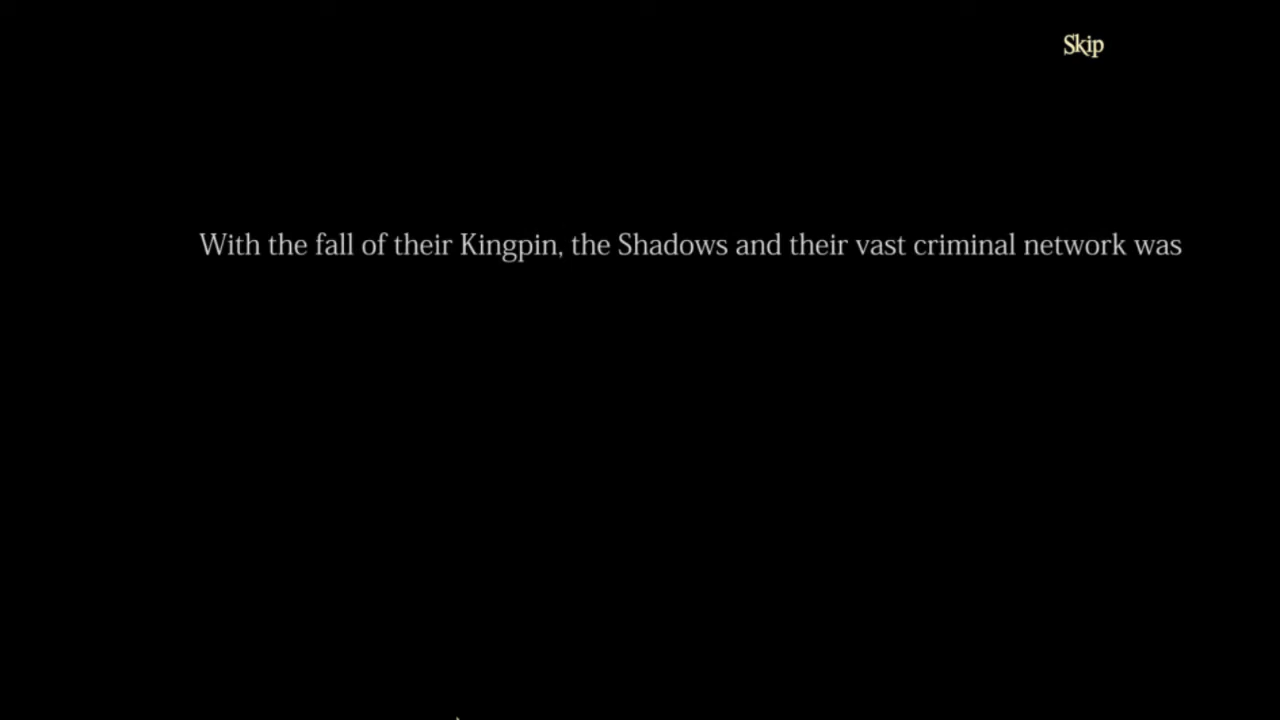 Skip
With the fall of their Kingpin, the Shadows and their vast criminal network was